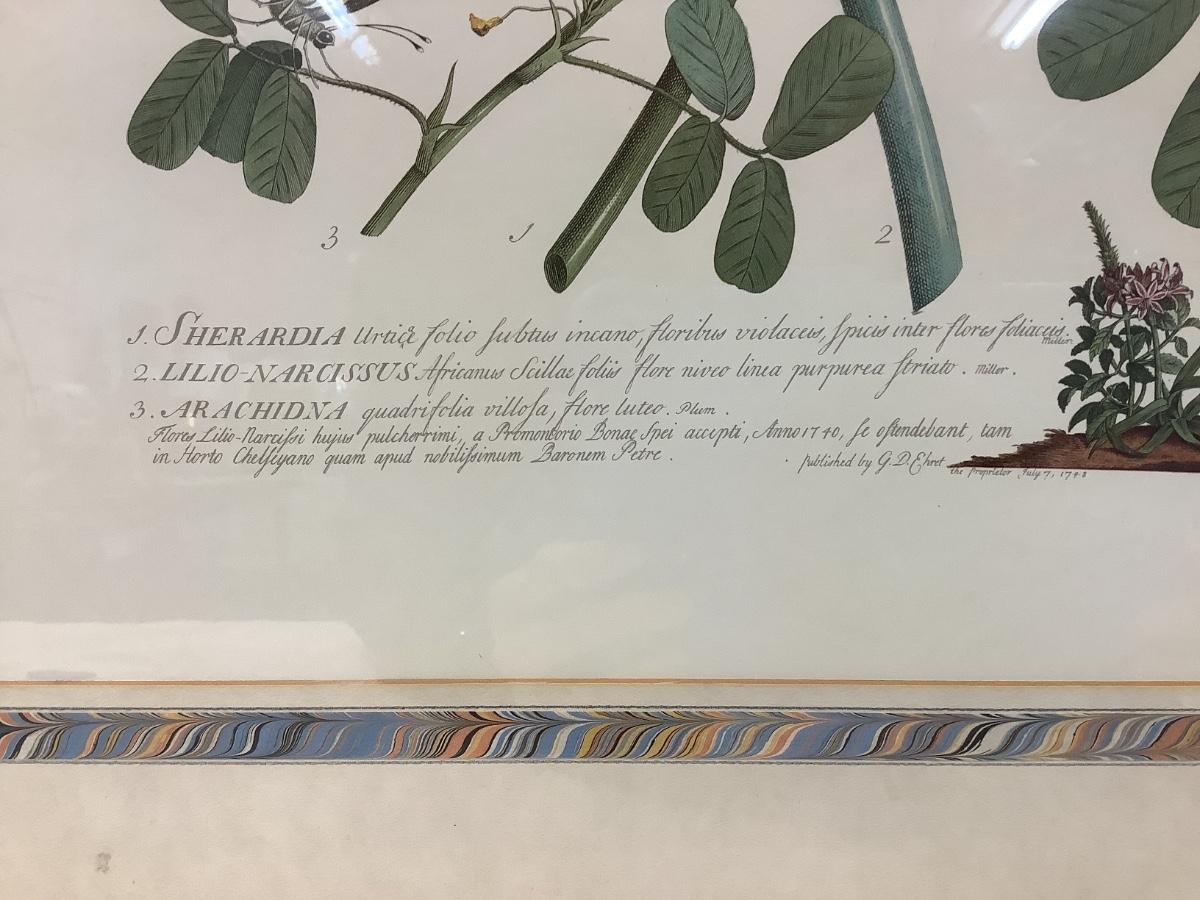 3 1 2
1. SHERARDIA Urticæ folio ſubtus incano, floribus violaceis, ſpicis inter flores foliaceis. Miller.
2. LILIO-NARCISSUS Africanus Scillae foliis flore niveo linea purpurea ſtriato. Miller.
3. ARACHIDNA quadrifolia villoſa, flore luteo. Plum.
Flores Lilio-Narciſsi hujus pulcherrimi, a Promontorio Bonae Spei accepti, Anno 1740, ſe oſtendebant, tam
in Horto Chelſeyano quam apud nobiliſsimum Baronem Petre.
Published by G. D. Ehret the Proprietor July 7, 1748